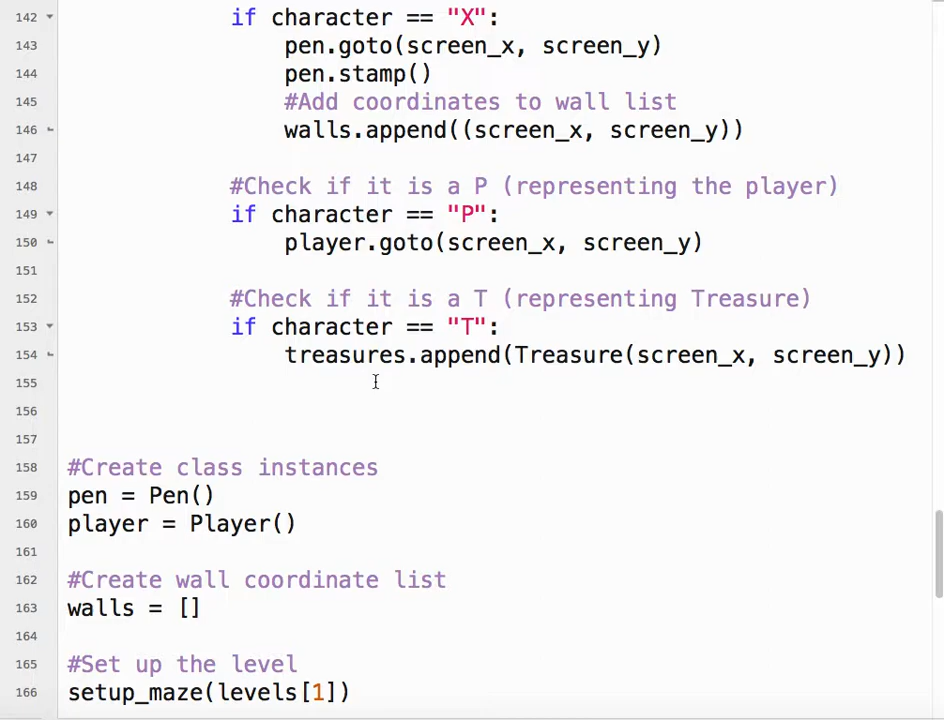 142 if character == "X":
143 pen.goto(screen_x, screen_y)
144 pen.stamp()
145 #Add coordinates to wall list
146 walls.append((screen_x, screen_y))
147
148 #Check if it is a P (representing the player)
149 if character == "P":
150 player.goto(screen_x, screen_y)
151
152 #Check if it is a T (representing Treasure)
153 if character == "T":
154 treasures.append(Treasure(screen_x, screen_y))
155
156
157
158 #Create class instances
159 pen = Pen()
160 player = Player()
161
162 #Create wall coordinate list
163 walls = []
164
165 #Set up the level
166 setup_maze(levels[1])